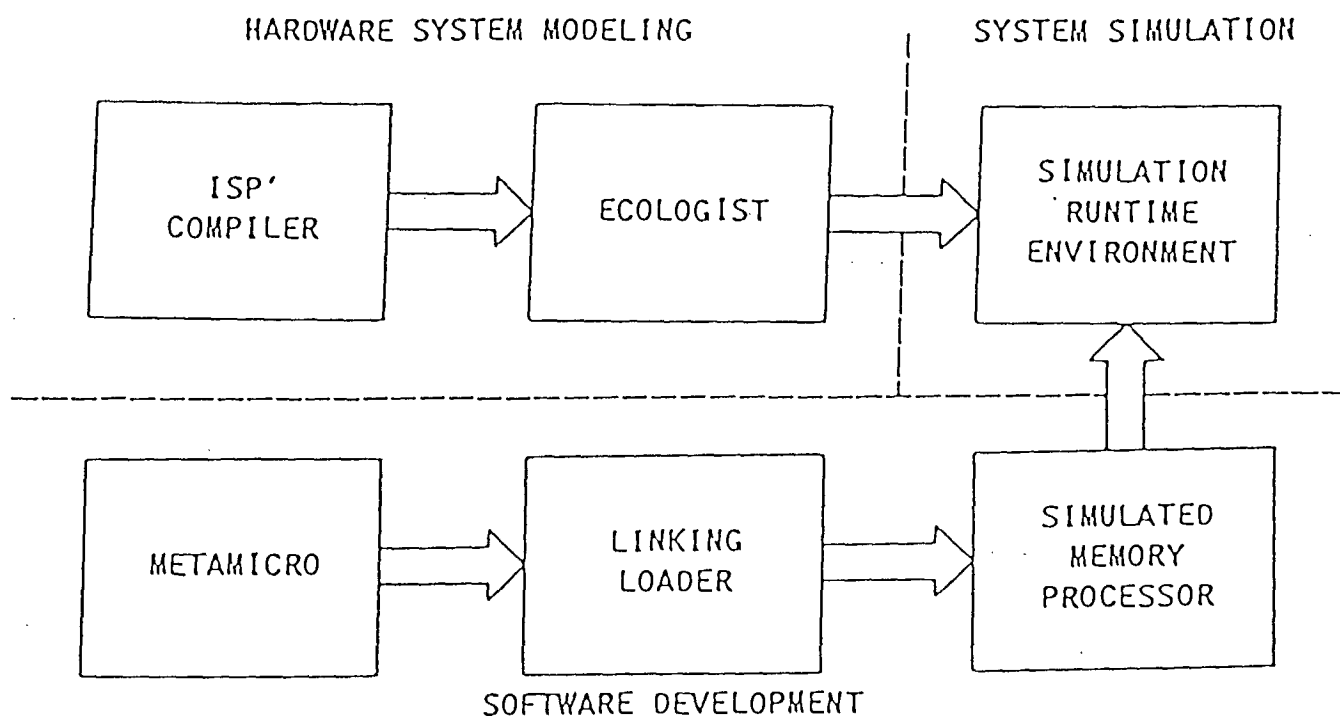 HARDWARE SYSTEM MODELING
SYSTEM SIMULATION
ISP'
COMPILER
ECOLOGIST
SIMULATION
RUNTIME
ENVIRONMENT
METAMICRO
LINKING
LOADER
SIMULATED
MEMORY
PROCESSOR
SOFTWARE DEVELOPMENT